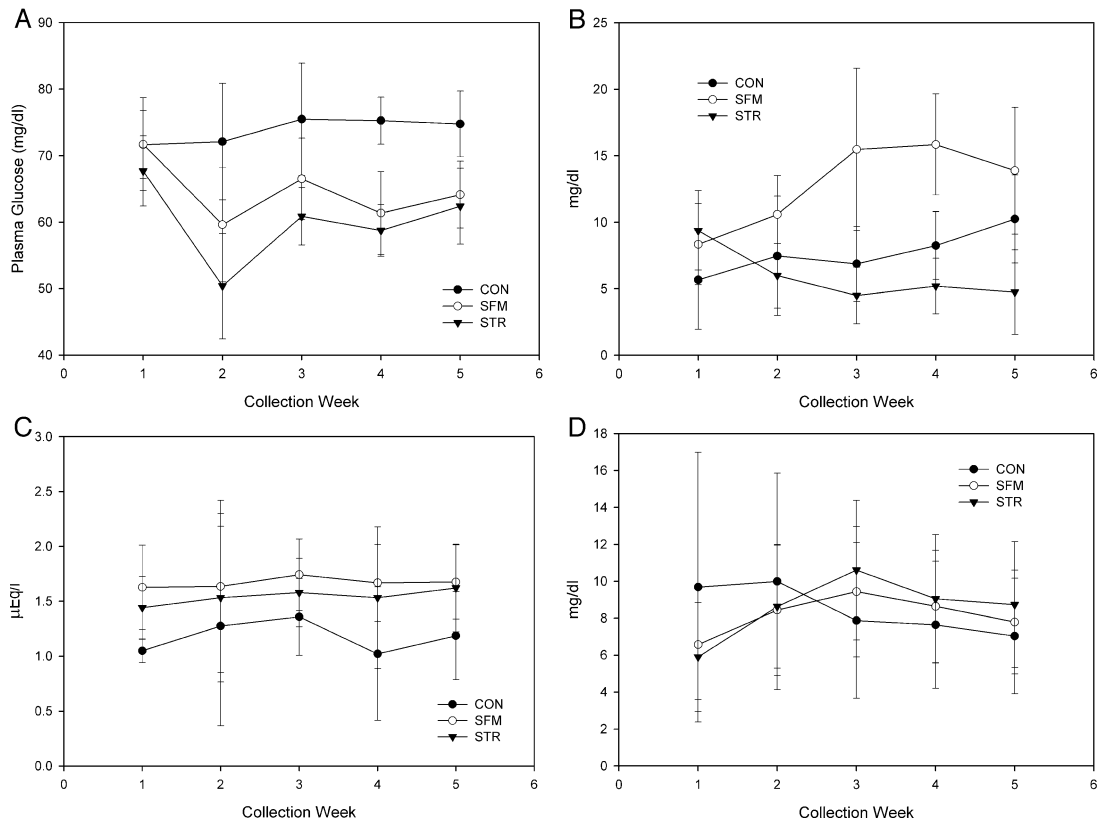 A
90
80
70
60
50
40
Plasma Glucose (mg/dl)
CON
SFM
STR
0 1 2 3 4 5 6
Collection Week
B
25
20
15
10
5
0
mg/dl
CON
SFM
STR
0 1 2 3 4 5 6
Collection Week
C
3.0
2.5
2.0
1.5
1.0
0.5
0.0
µEq/l
CON
SFM
STR
0 1 2 3 4 5 6
Collection Week
D
18
16
14
12
10
8
6
4
2
0
mg/dl
CON
SFM
STR
0 1 2 3 4 5 6
Collection Week